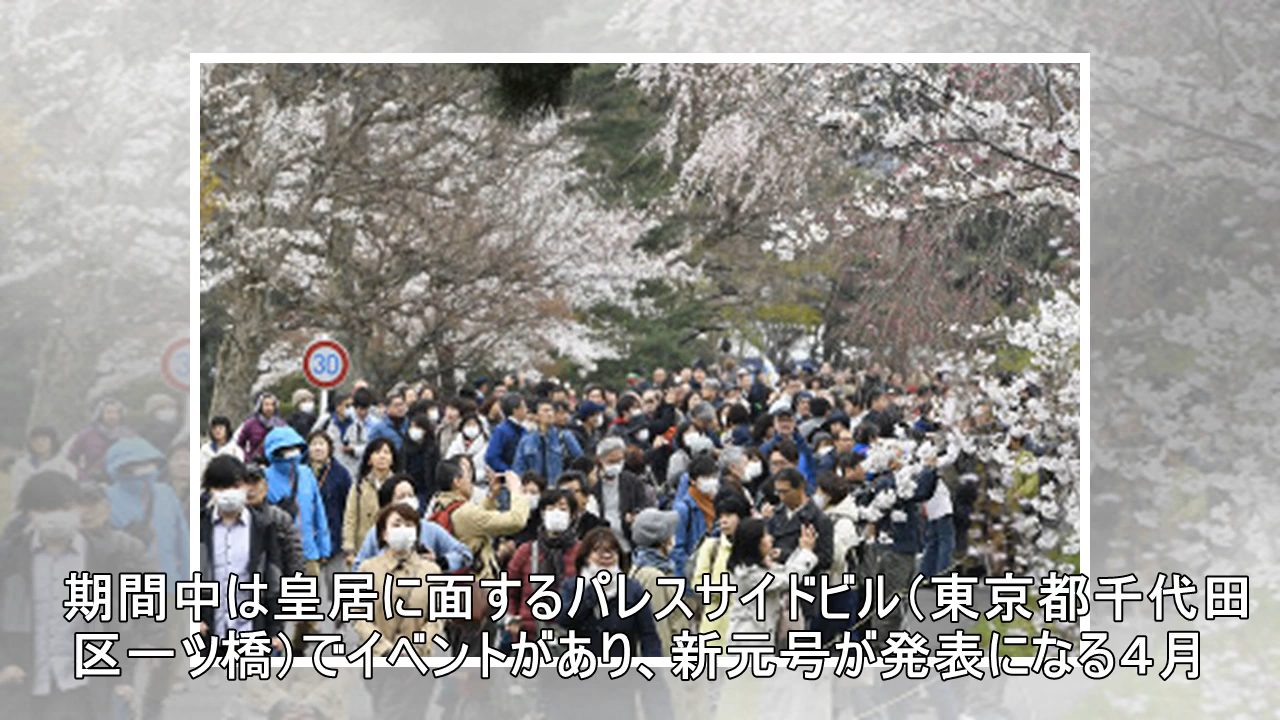 30
期間中は皇居に面するパレスサイドビル（東京都千代田
区一ツ橋）でイベントがあり、新元号が発表になる４月